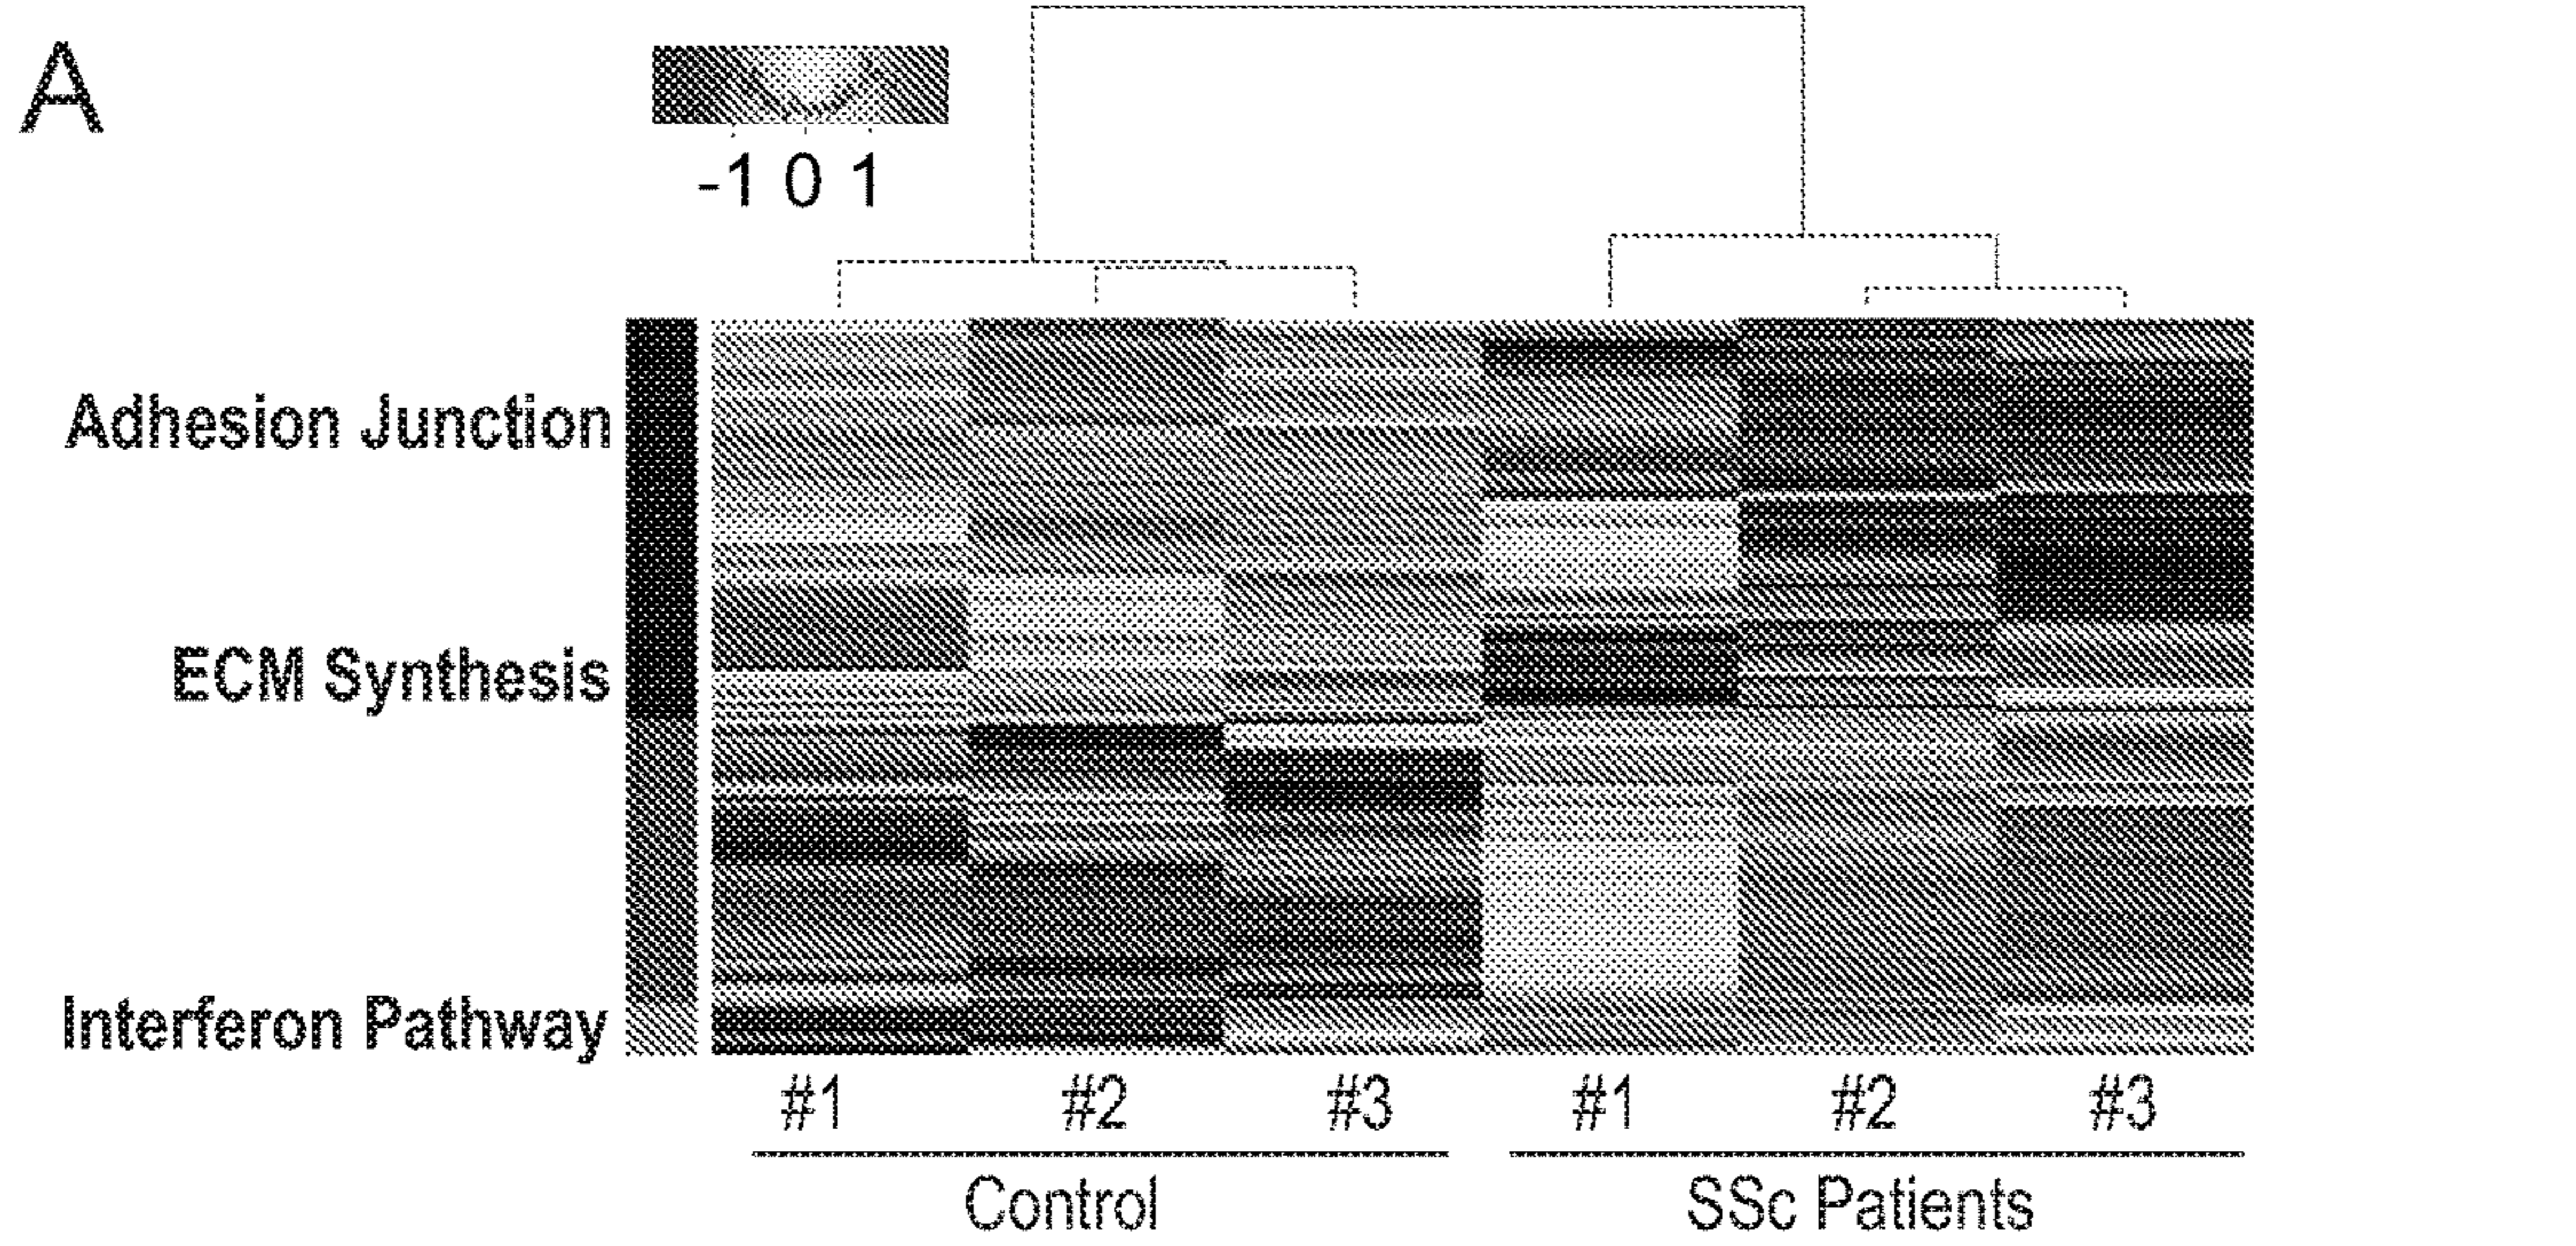 A
-1 0 1
Adhesion Junction
ECM Synthesis
Interferon Pathway
#1 #2 #3 #1 #2 #3
Control SSc Patients